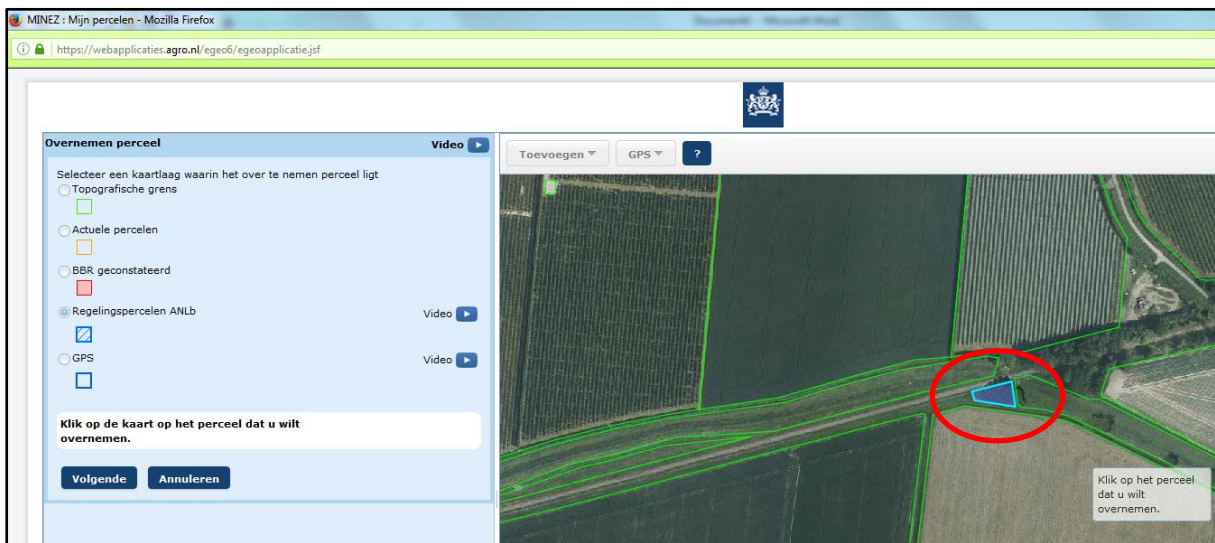 MINEZ : Mijn percelen - Mozilla Firefox
Document1 - Microsoft Word
https://webapplicaties.agro.nl/egeo6/egeoapplicatie.jsf
Overnemen perceel
Video
Toevoegen
GPS
?
Selecteer een kaartlaag waarin het over te nemen perceel ligt
Topografische grens
Actuele percelen
BBR geconstateerd
Regelingspercelen ANLb
Video
GPS
Video
Klik op de kaart op het perceel dat u wilt
overnemen.
Volgende
Annuleren
Klik op het perceel
dat u wilt
overnemen.